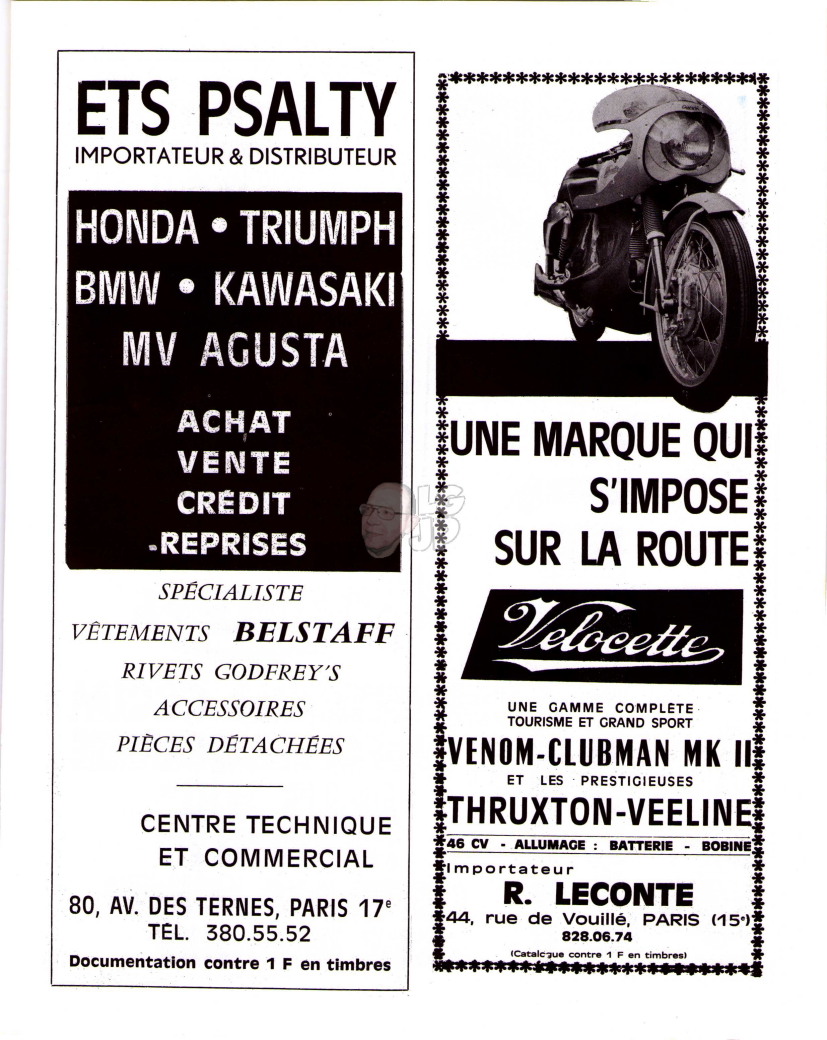 ETS PSALTY
IMPORTATEUR & DISTRIBUTEUR
HONDA • TRIUMPH
BMW • KAWASAKI
MV AGUSTA
ACHAT
VENTE
CRÉDIT
-REPRISES
SPÉCIALISTE
VÊTEMENTS BELSTAFF
RIVETS GODFREY'S
ACCESSOIRES
PIÈCES DÉTACHÉES
CENTRE TECHNIQUE
ET COMMERCIAL
80, AV. DES TERNES, PARIS 17e
TÉL. 380.55.52
Documentation contre 1 F en timbres
UNE MARQUE QUI
S'IMPOSE
SUR LA ROUTE
Velocette
UNE GAMME COMPLÈTE
TOURISME ET GRAND SPORT
VENOM-CLUBMAN MK II
ET LES PRESTIGIEUSES
THRUXTON-VEELINE
46 CV - ALLUMAGE : BATTERIE - BOBINE
Importateur
R. LECONTE
44, rue de Vouillé, PARIS (15e)
828.06.74
(Catalogue contre 1 F en timbres)
LG
JP